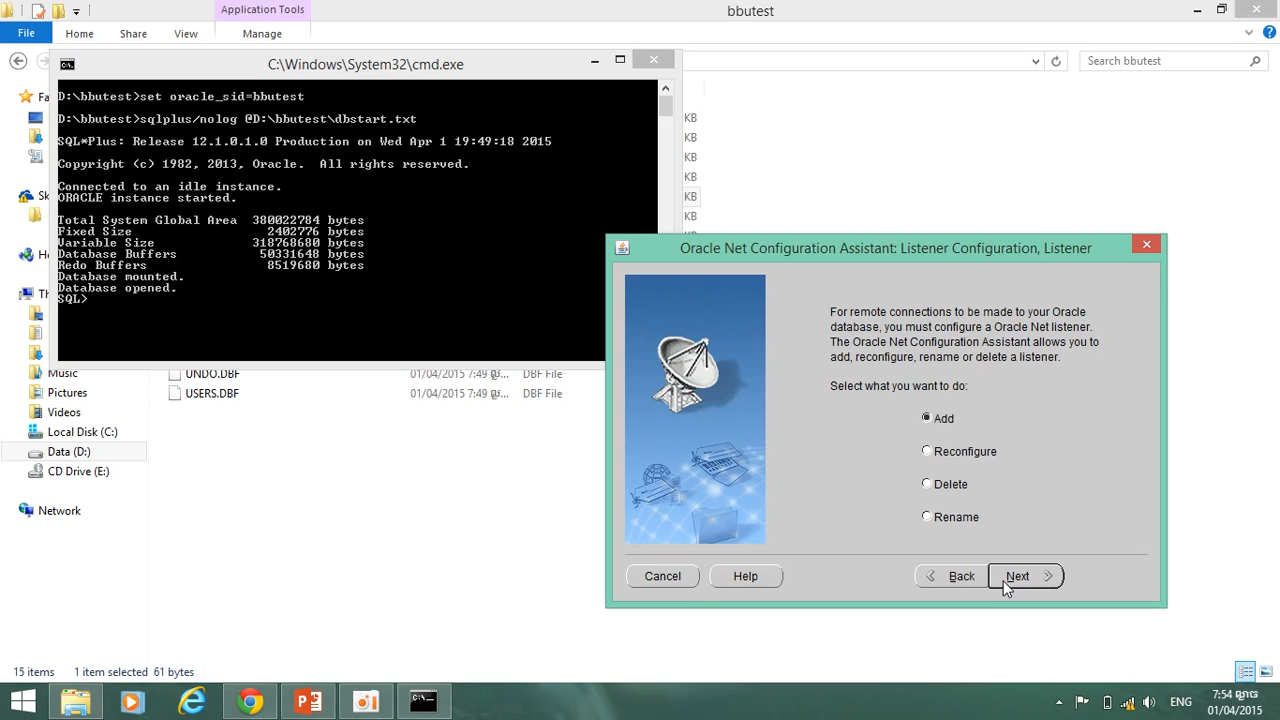 Application Tools
bbutest
File
Home
Share
View
Manage
Search bbutest
C:\Windows\System32\cmd.exe
D:\bbutest>set oracle_sid=bbutest
D:\bbutest>sqlplus/nolog @D:\bbutest\dbstart.txt
SQL*Plus: Release 12.1.0.1.0 Production on Wed Apr 1 19:49:18 2015
Copyright (c) 1982, 2013, Oracle.  All rights reserved.
Connected to an idle instance.
ORACLE instance started.
Total System Global Area  380022784 bytes
Fixed Size                  2402776 bytes
Variable Size             318768680 bytes
Database Buffers           50331648 bytes
Redo Buffers                8519680 bytes
Database mounted.
Database opened.
SQL>
Fa
Sk
H
Th
KB
KB
KB
KB
KB
KB
Oracle Net Configuration Assistant: Listener Configuration, Listener
For remote connections to be made to your Oracle
database, you must configure a Oracle Net listener.
The Oracle Net Configuration Assistant allows you to
add, reconfigure, rename or delete a listener.
Select what you want to do:
Add
Reconfigure
Delete
Rename
Cancel
Help
Back
Next
Music
Pictures
Videos
Local Disk (C:)
Data (D:)
CD Drive (E:)
Network
UNDO.DBF 01/04/2015 7:49 DBF File
USERS.DBF 01/04/2015 7:49 DBF File
15 items
1 item selected  61 bytes
ENG
7:54
01/04/2015